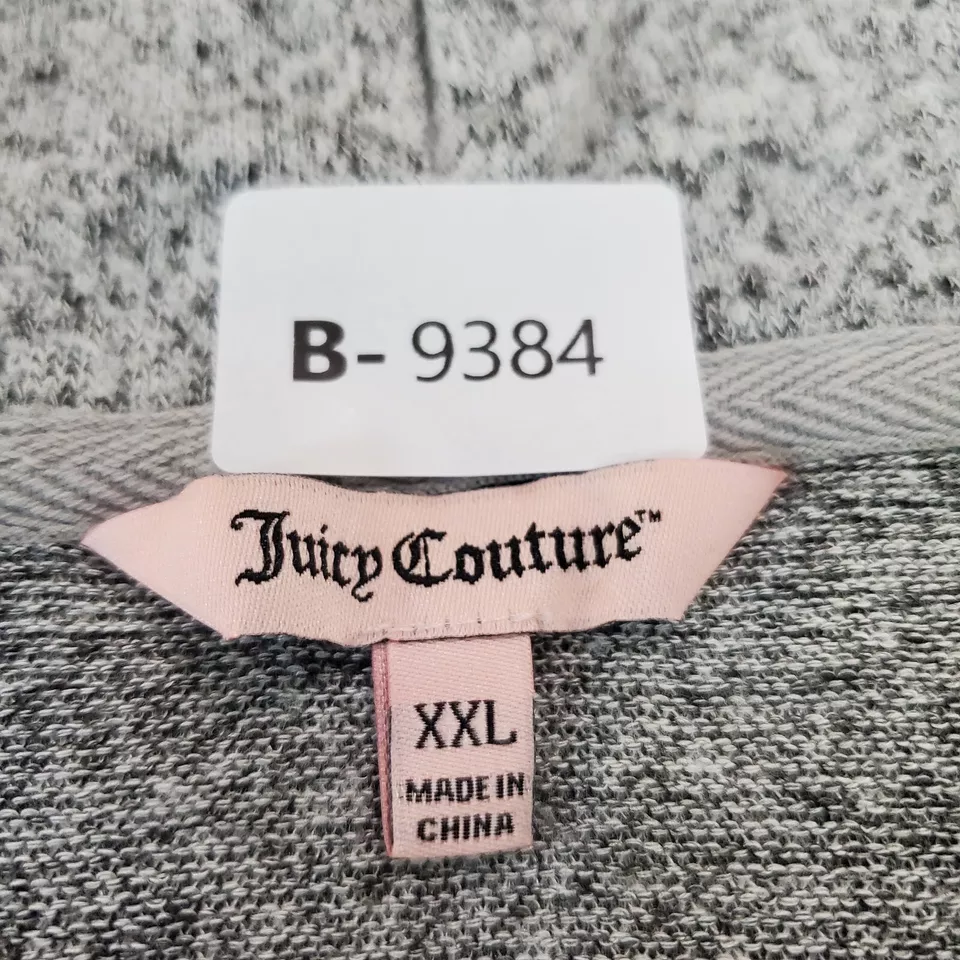 B- 9384
Juicy Couture™
XXL
MADE IN
CHINA